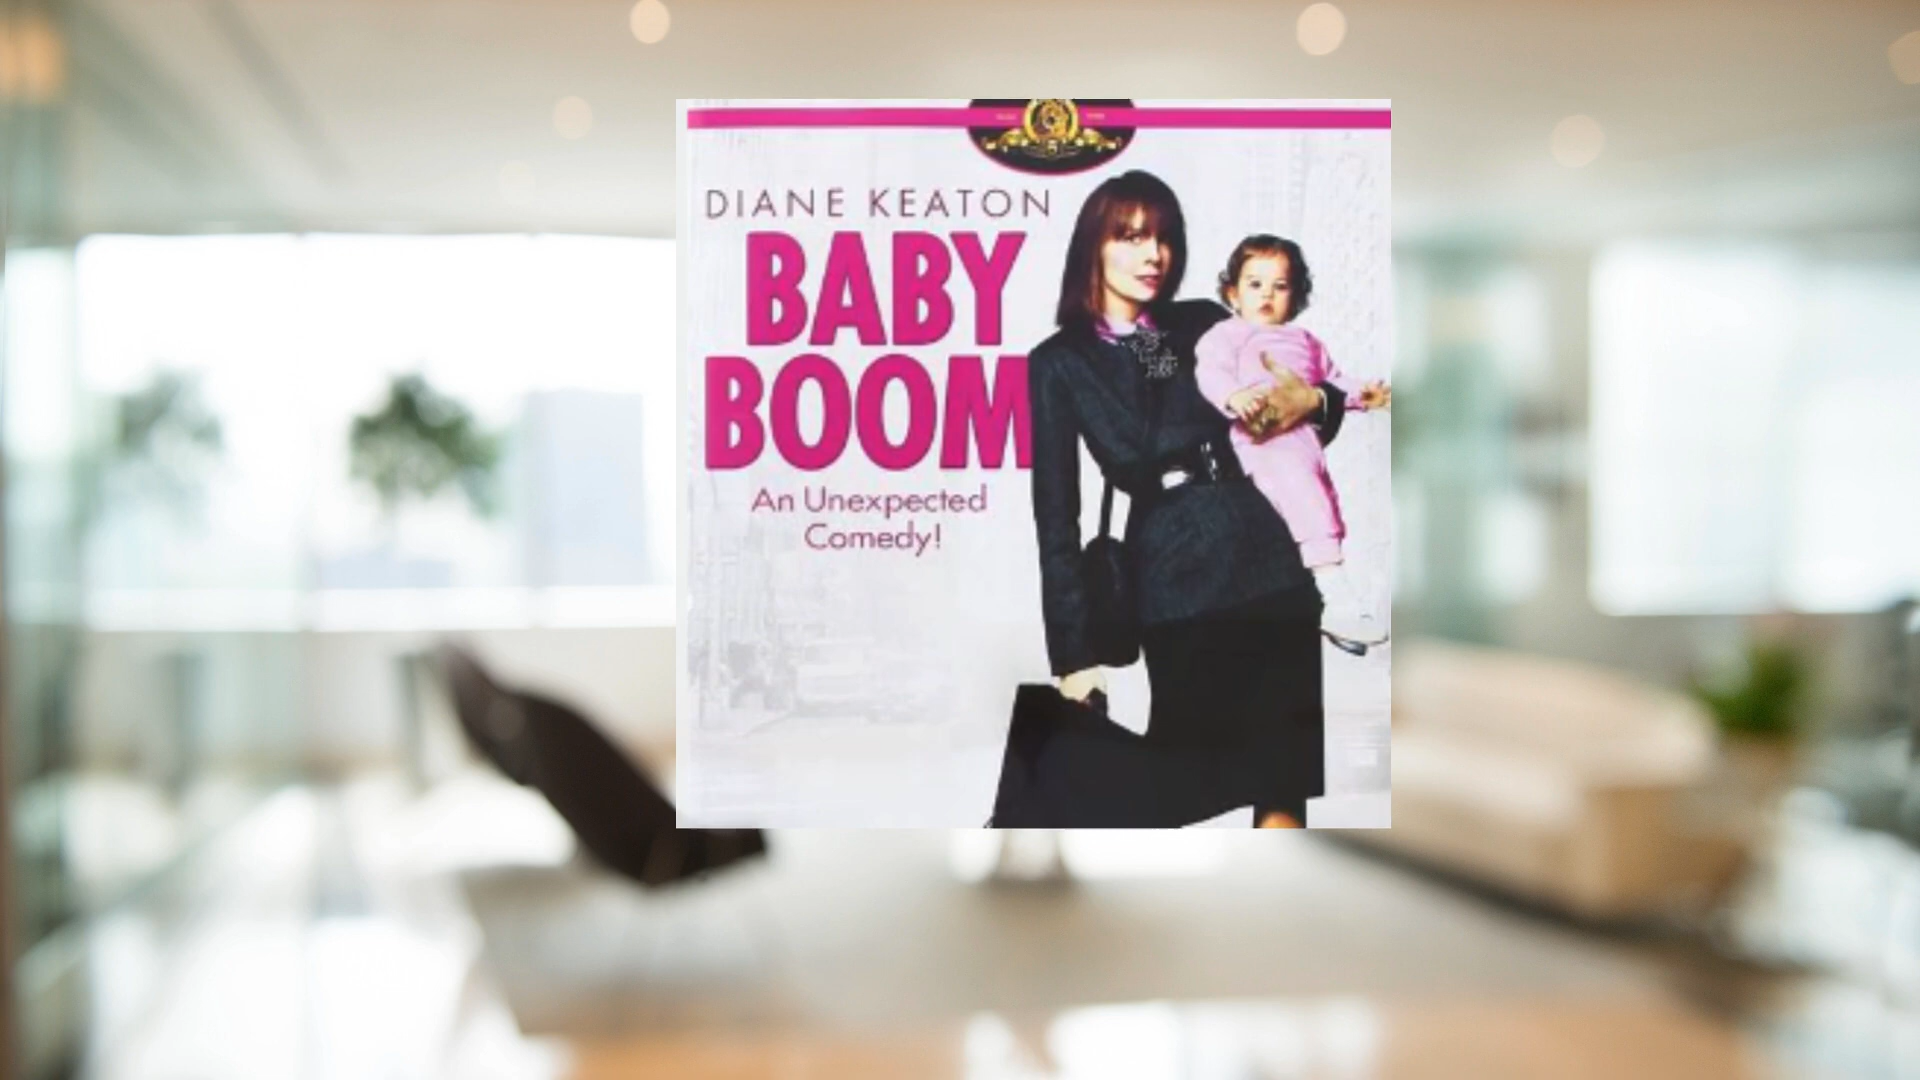 DIANE KEATON
BABY
BOOM
An Unexpected
Comedy!